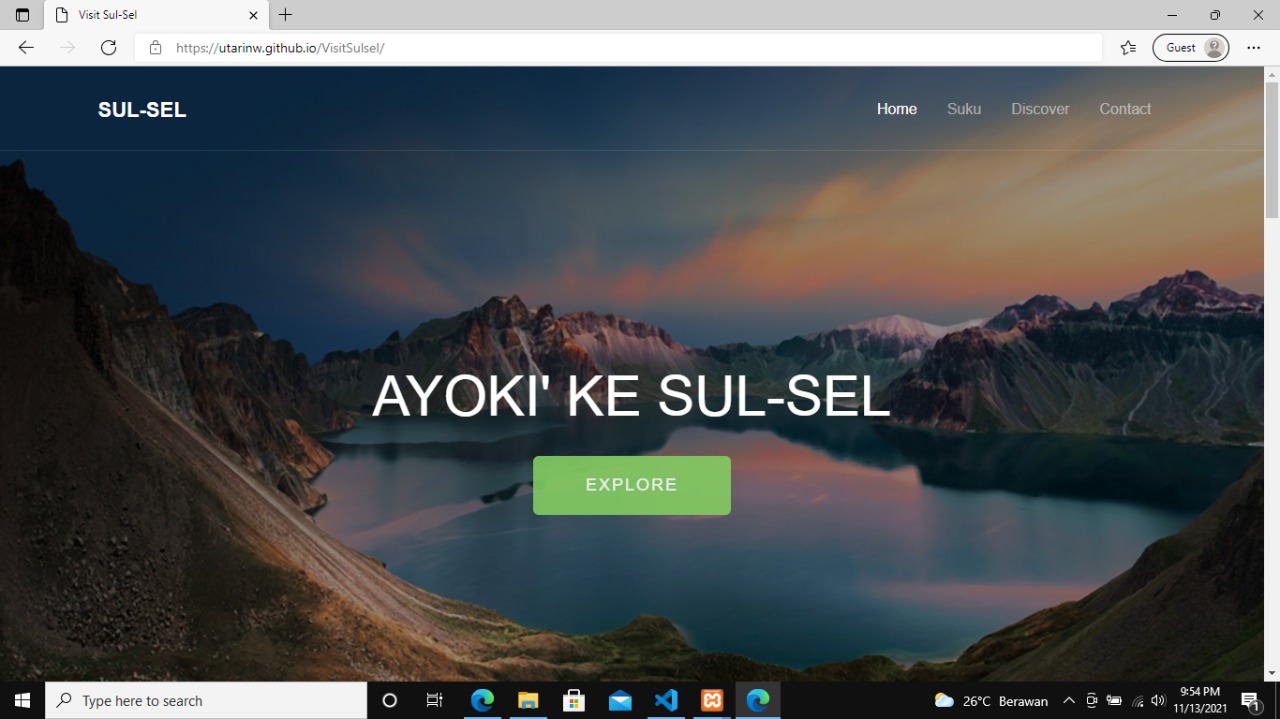 Visit Sul-Sel
https://utarinw.github.io/VisitSulsel/
Guest
SUL-SEL
Home Suku Discover Contact
AYOKI' KE SUL-SEL
EXPLORE
Type here to search
26°C Berawan
9:54 PM
11/13/2021
1